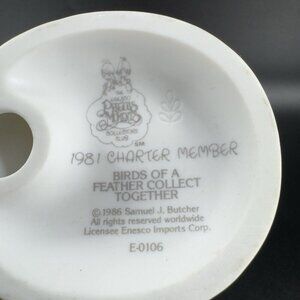 THE
ENESCO
PRECIOUS
MOMENTS
COLLECTORS'
CLUB
SM
1981 CHARTER MEMBER
BIRDS OF A
FEATHER COLLECT
TOGETHER
©1986 Samuel J. Butcher
All rights reserved worldwide
Licensee Enesco Imports Corp.
E-0106